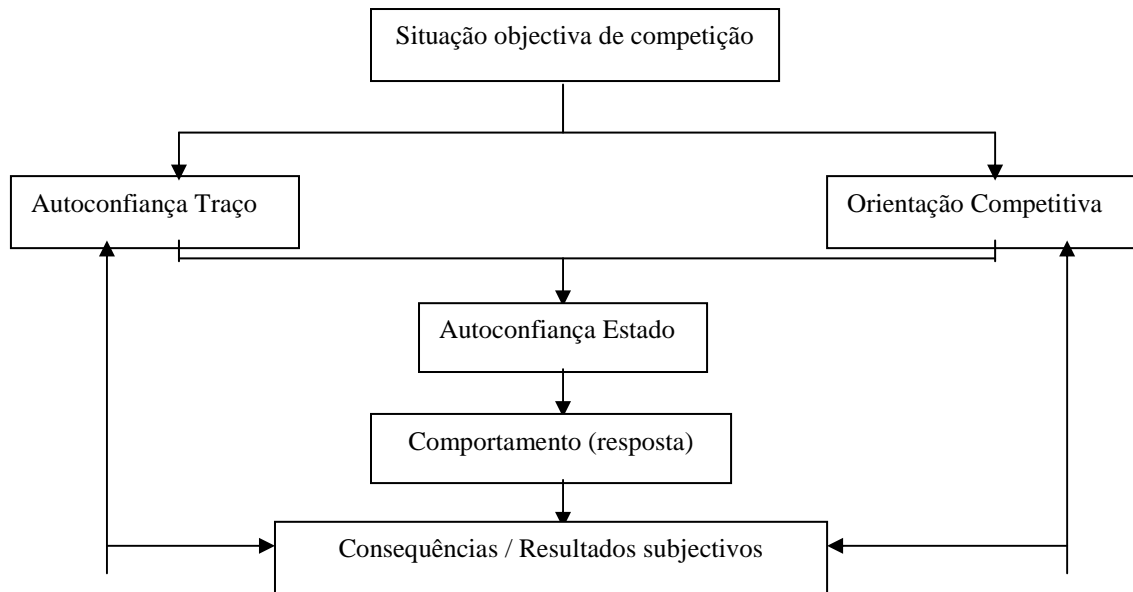 Situação objectiva de competição
Autoconfiança Traço
Orientação Competitiva
Autoconfiança Estado
Comportamento (resposta)
Consequências / Resultados subjectivos